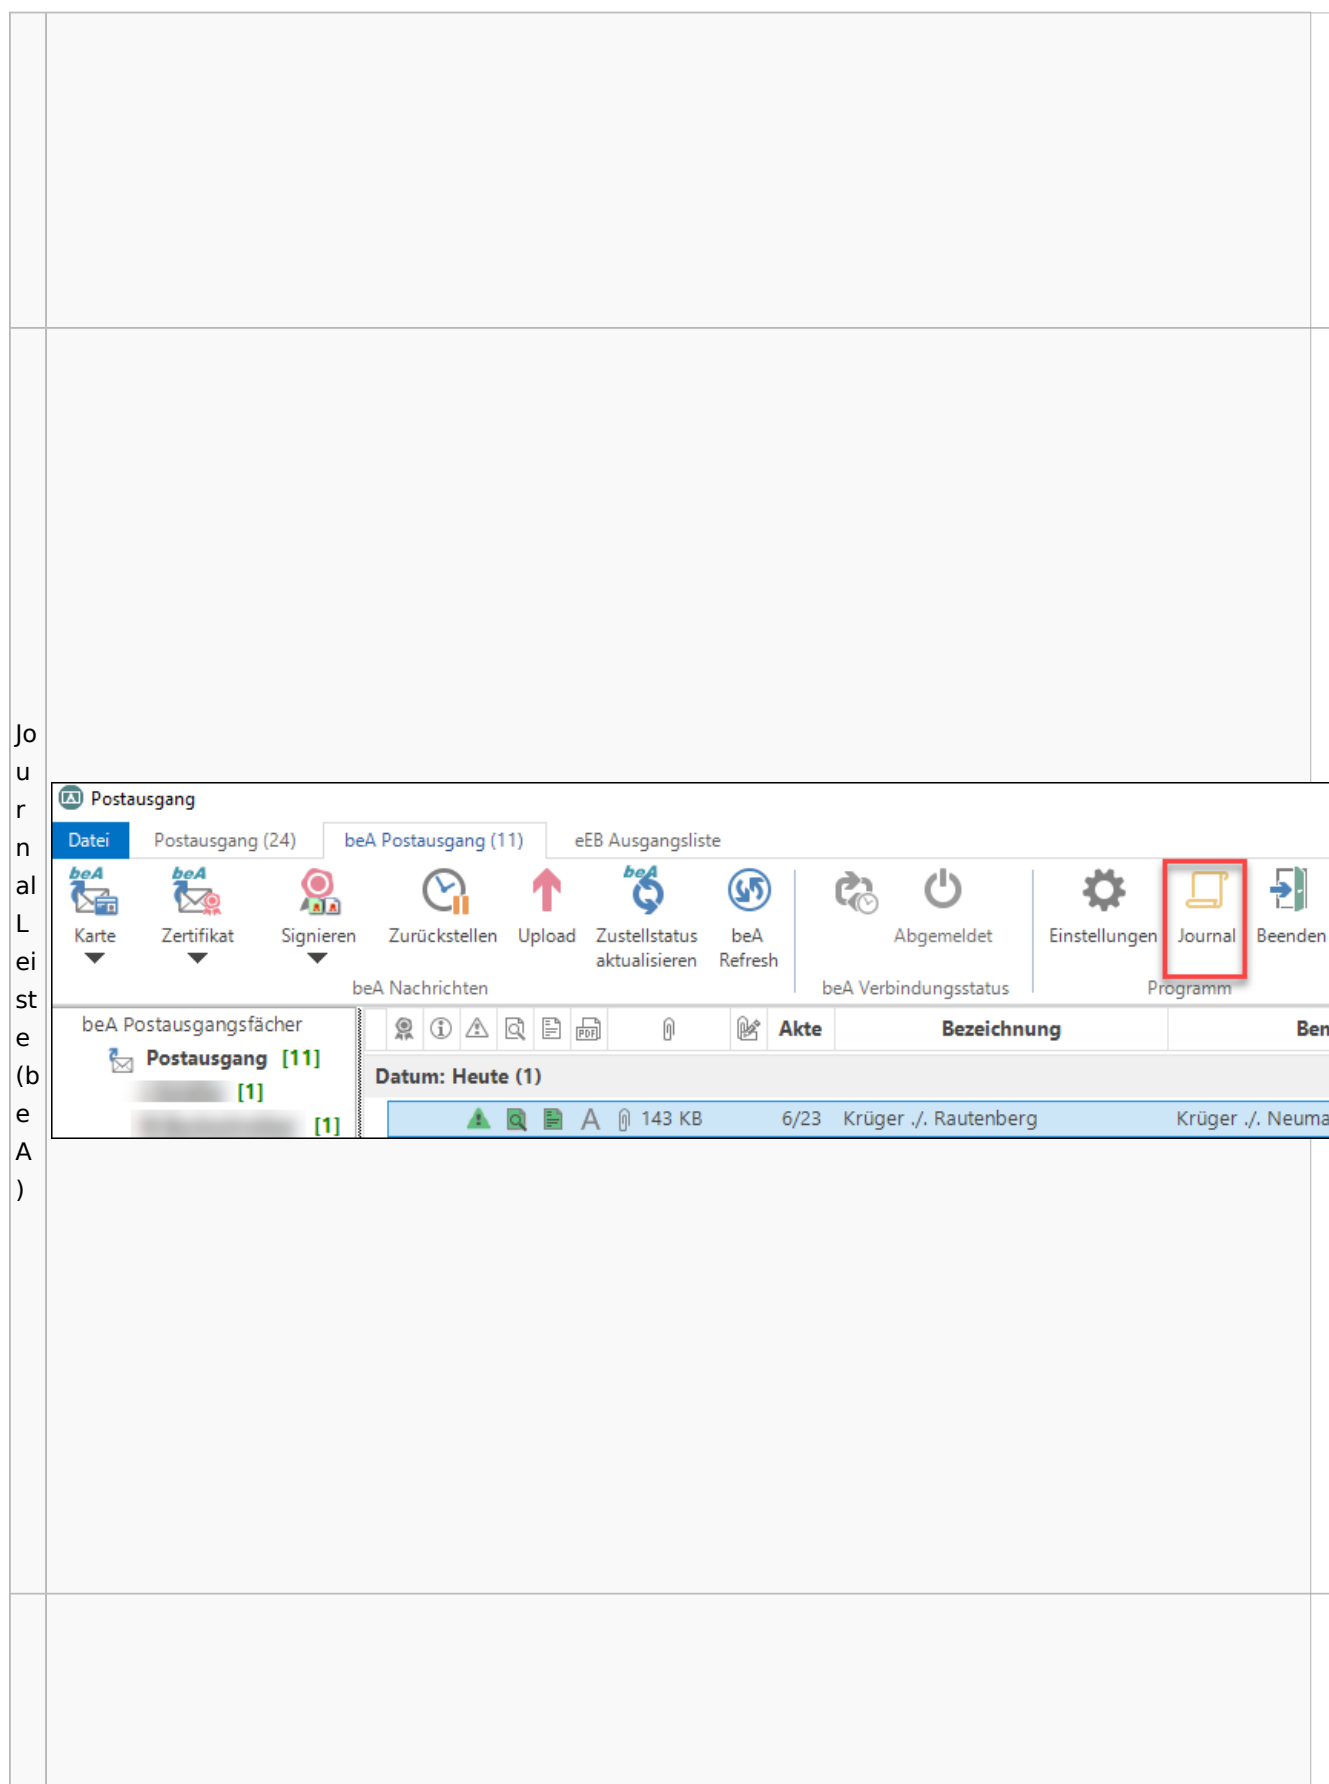 Jo
u
r
n
al
L
ei
st
e
(b
e
A
)
Postausgang
Datei Postausgang (24) beA Postausgang (11) eEB Ausgangsliste
beA beA beA
Karte Zertifikat Signieren Zurückstellen Upload Zustellstatus beA Abgemeldet Einstellungen Journal Beenden
aktualisieren Refresh
beA Nachrichten beA Verbindungsstatus Programm
beA Postausgangsfächer PDF Akte Bezeichnung Ben
Postausgang [11]
Datum: Heute (1)
[1]
A 143 KB 6/23 Krüger ./. Rautenberg Krüger ./. Neuma
[1]